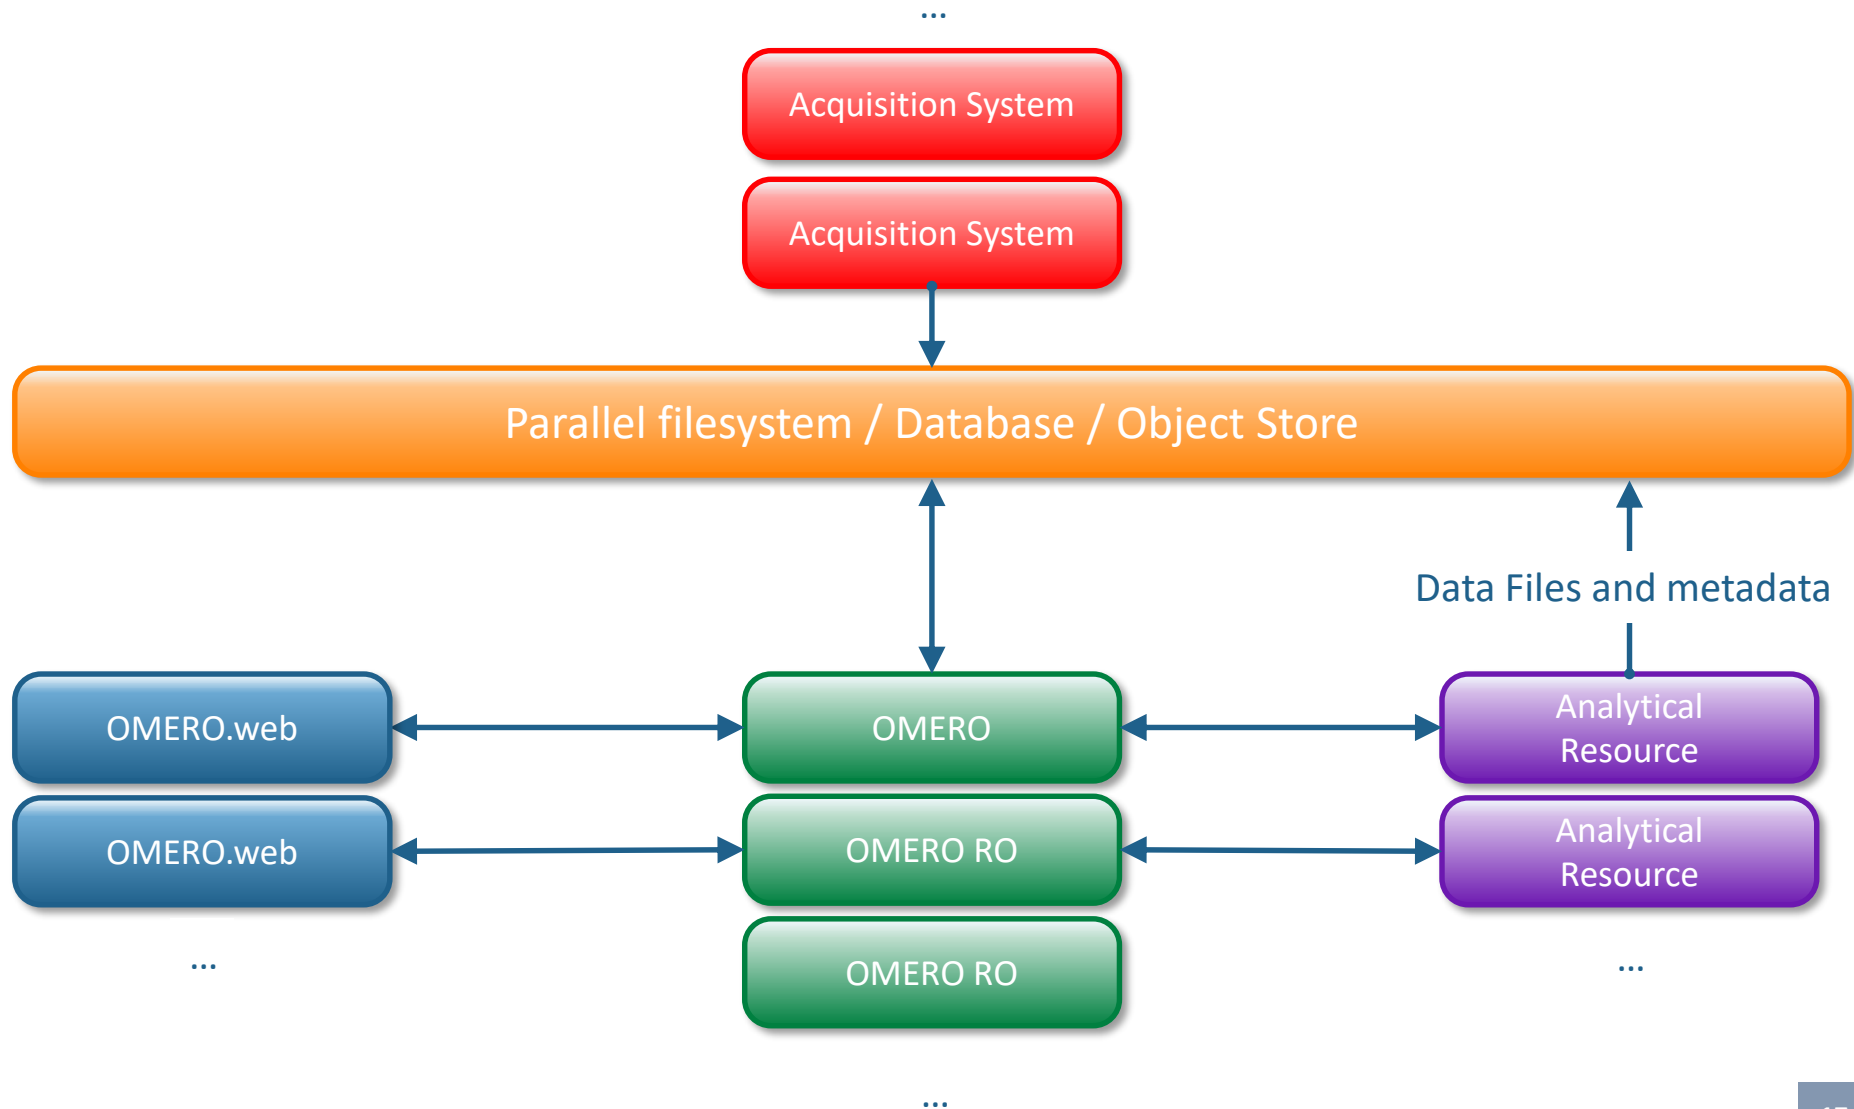 ...
Acquisition System
Acquisition System
Parallel filesystem / Database / Object Store
Data Files and metadata
OMERO.web
OMERO
Analytical
Resource
OMERO.web
OMERO RO
Analytical
Resource
...
OMERO RO
...
...